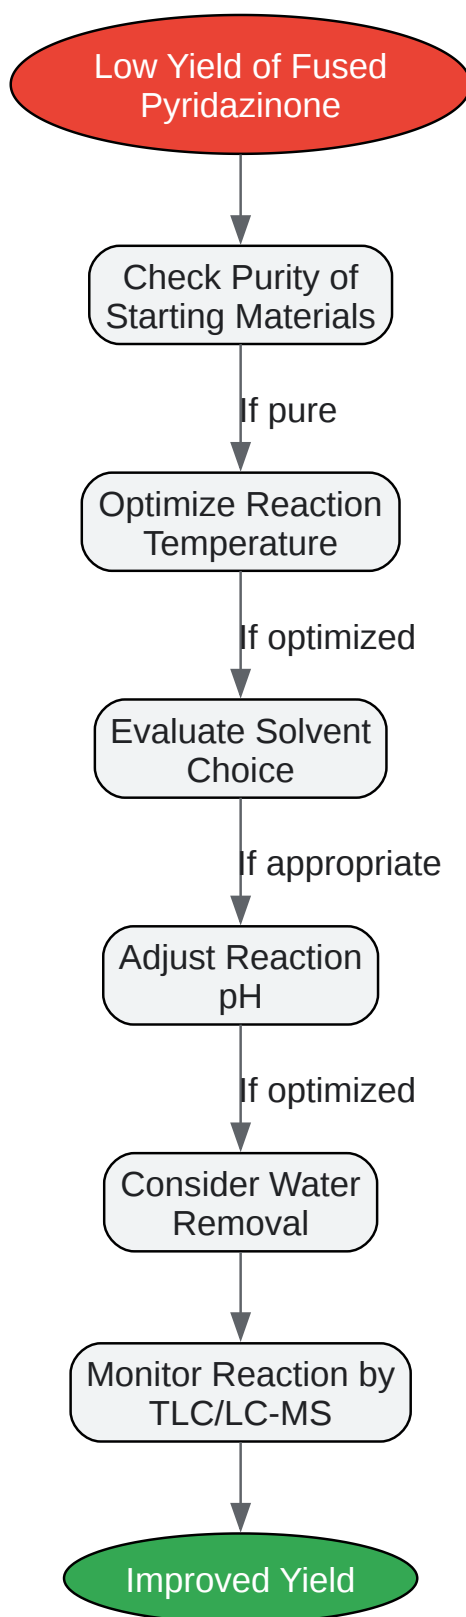 Low Yield of Fused
Pyridazinone
Check Purity of
Starting Materials
If pure
Optimize Reaction
Temperature
If optimized
Evaluate Solvent
Choice
If appropriate
Adjust Reaction
pH
If optimized
Consider Water
Removal
Monitor Reaction by
TLC/LC-MS
Improved Yield